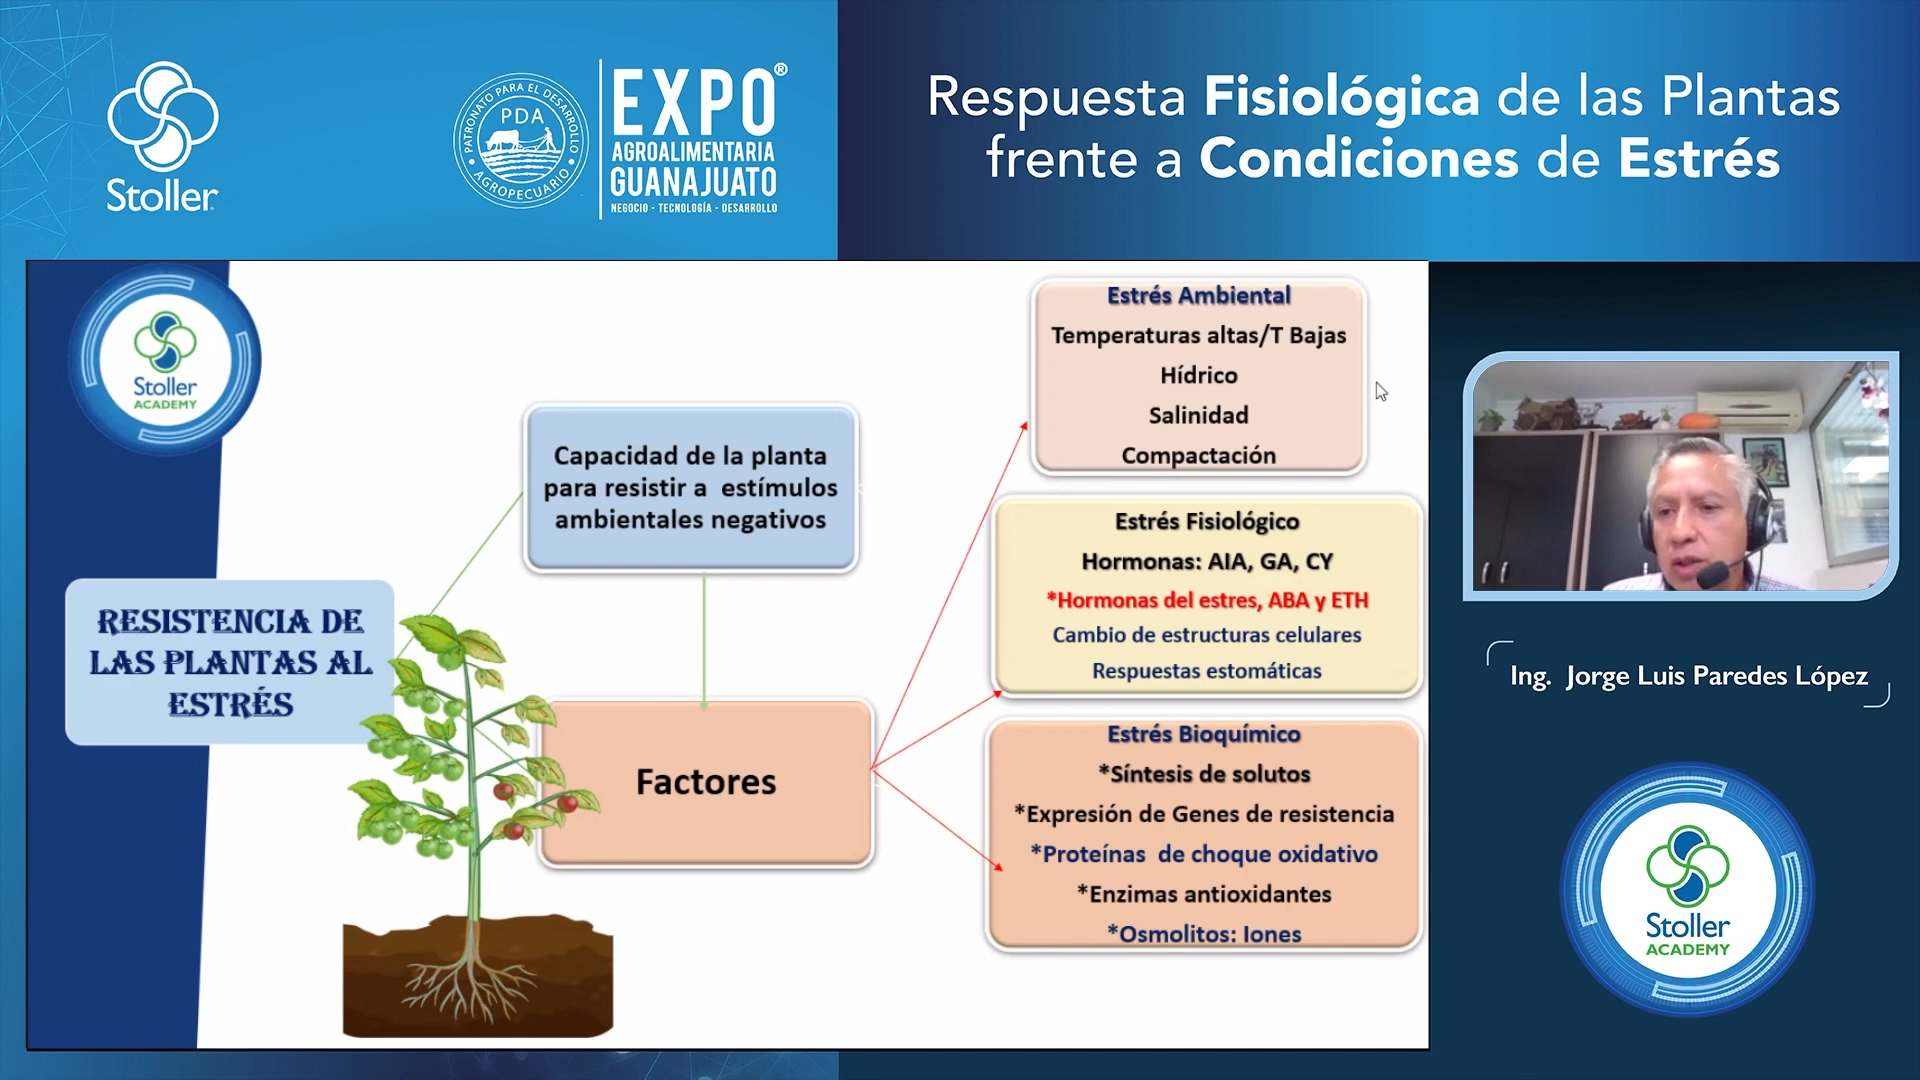 Stoller
PATRONATO PARA EL DESARROLLO
PDA
AGROPECUARIO
EXPO®
AGROALIMENTARIA
GUANAJUATO
NEGOCIO - TECNOLOGÍA - DESARROLLO
Respuesta Fisiológica de las Plantas
frente a Condiciones de Estrés
Stoller
ACADEMY
RESISTENCIA DE
LAS PLANTAS AL
ESTRÉS
Capacidad de la planta
para resistir a estímulos
ambientales negativos
Factores
Estrés Ambiental
Temperaturas altas/T Bajas
Hídrico
Salinidad
Compactación
Estrés Fisiológico
Hormonas: AIA, GA, CY
*Hormonas del estres, ABA y ETH
Cambio de estructuras celulares
Respuestas estomáticas
Estrés Bioquímico
*Síntesis de solutos
*Expresión de Genes de resistencia
*Proteínas de choque oxidativo
*Enzimas antioxidantes
*Osmolitos: Iones
Ing. Jorge Luis Paredes López
Stoller
ACADEMY